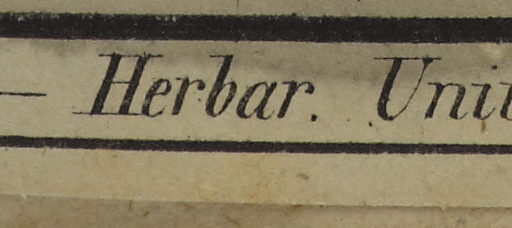 — Herbar. Uni